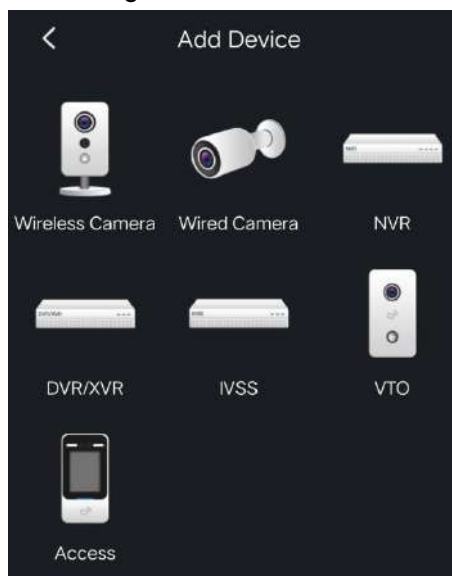 Add Device
Wireless Camera
Wired Camera
NVR
DVR/XVR
IVSS
VTO
Access